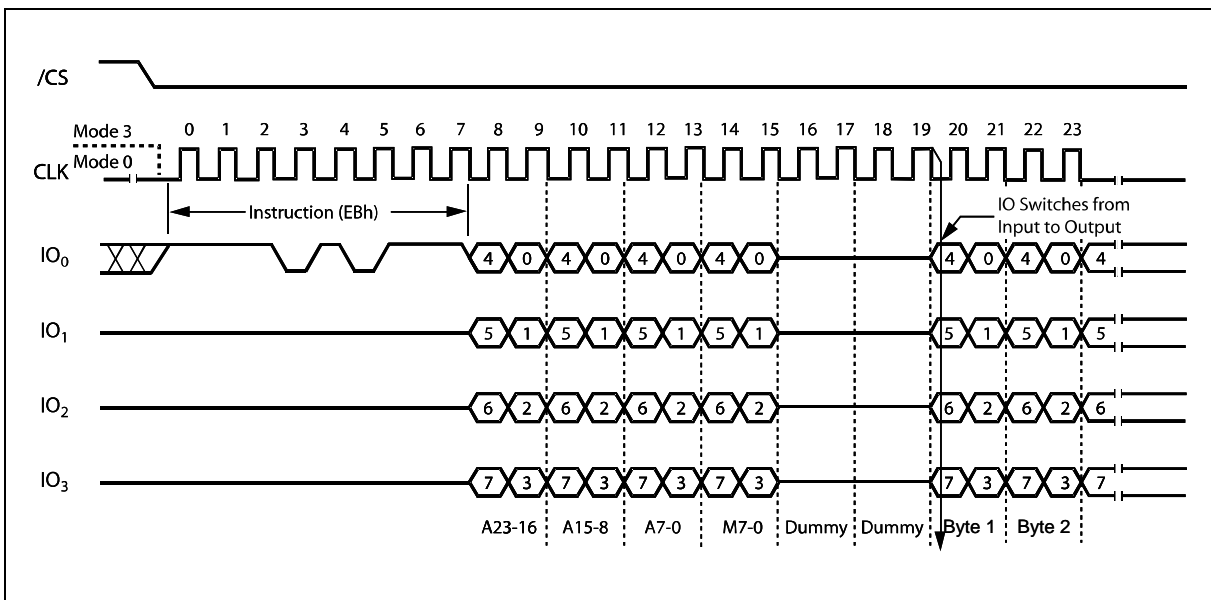 /CS
Mode 3
0 1 2 3 4 5 6 7 8 9 10 11 12 13 14 15 16 17 18 19 20 21 22 23
CLK
Mode 0
Instruction (EBh)
IO Switches from
Input to Output
IO0
4 0 4 0 4 0 4 0 4 0 4 0 4
IO1
5 1 5 1 5 1 5 1 5 1 5 1 5
IO2
6 2 6 2 6 2 6 2 6 2 6 2 6
IO3
7 3 7 3 7 3 7 3 7 3 7 3 7
A23-16 A15-8 A7-0 M7-0 Dummy Dummy Byte 1 Byte 2